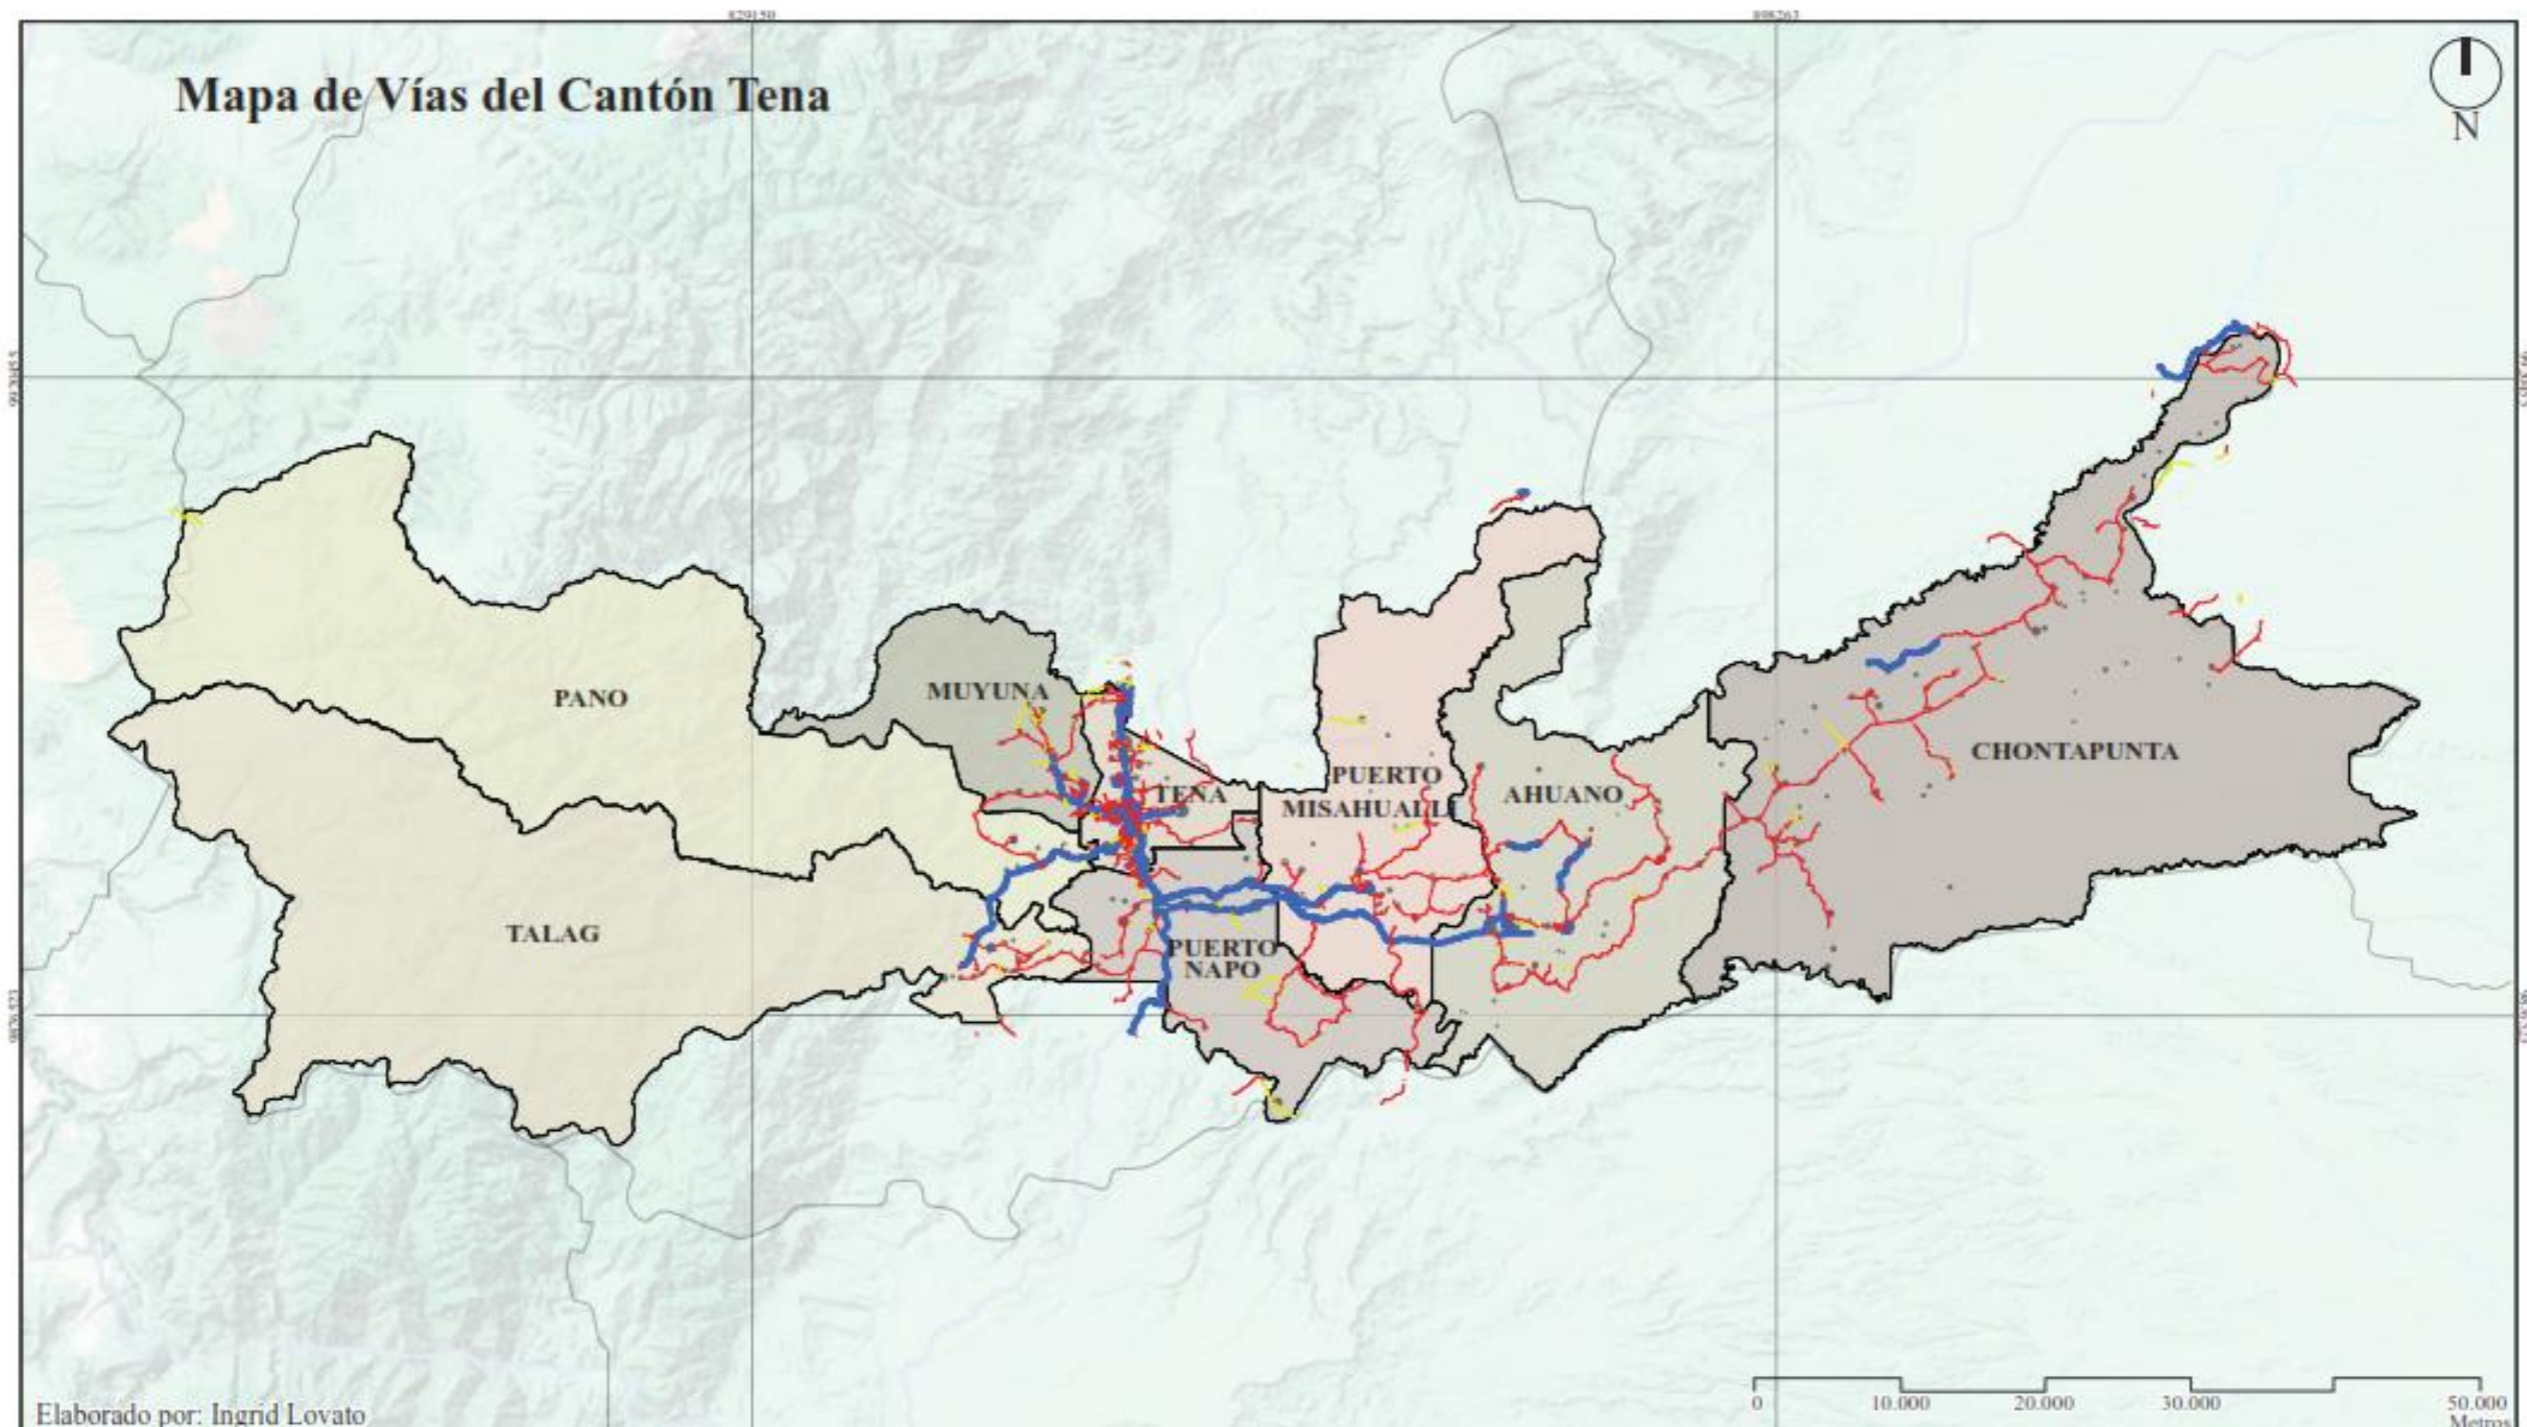 829150
Mapa de Vías del Cantón Tena
N
PANO
MUYUNA
TENA
PUERTO
MISAHUALLI
AHUANO
CHONTAPUNTA
TALAG
PUERTO
NAPO
0 10.000 20.000 30.000 50.000
Metros
Elaborado por: Ingrid Lovato